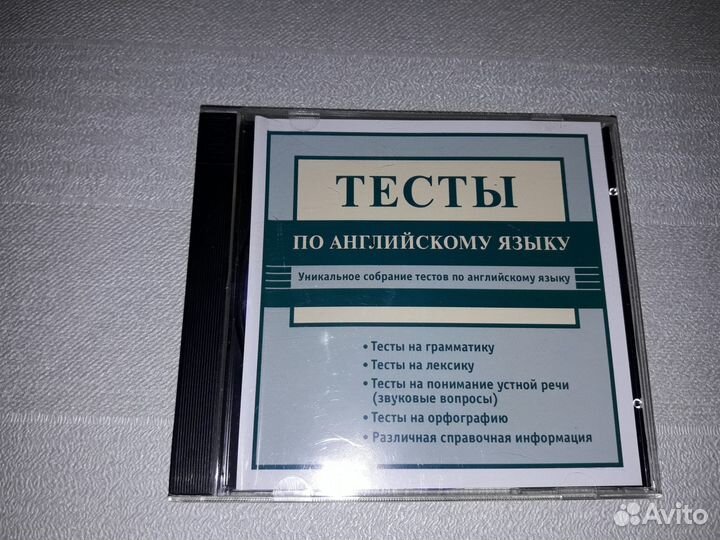 ТЕСТЫ
ПО АНГЛИЙСКОМУ ЯЗЫКУ
Уникальное собрание тестов по английскому языку
• Тесты на грамматику
• Тесты на лексику
• Тесты на понимание устной речи
(звуковые вопросы)
• Тесты на орфографию
• Различная справочная информация
Avito